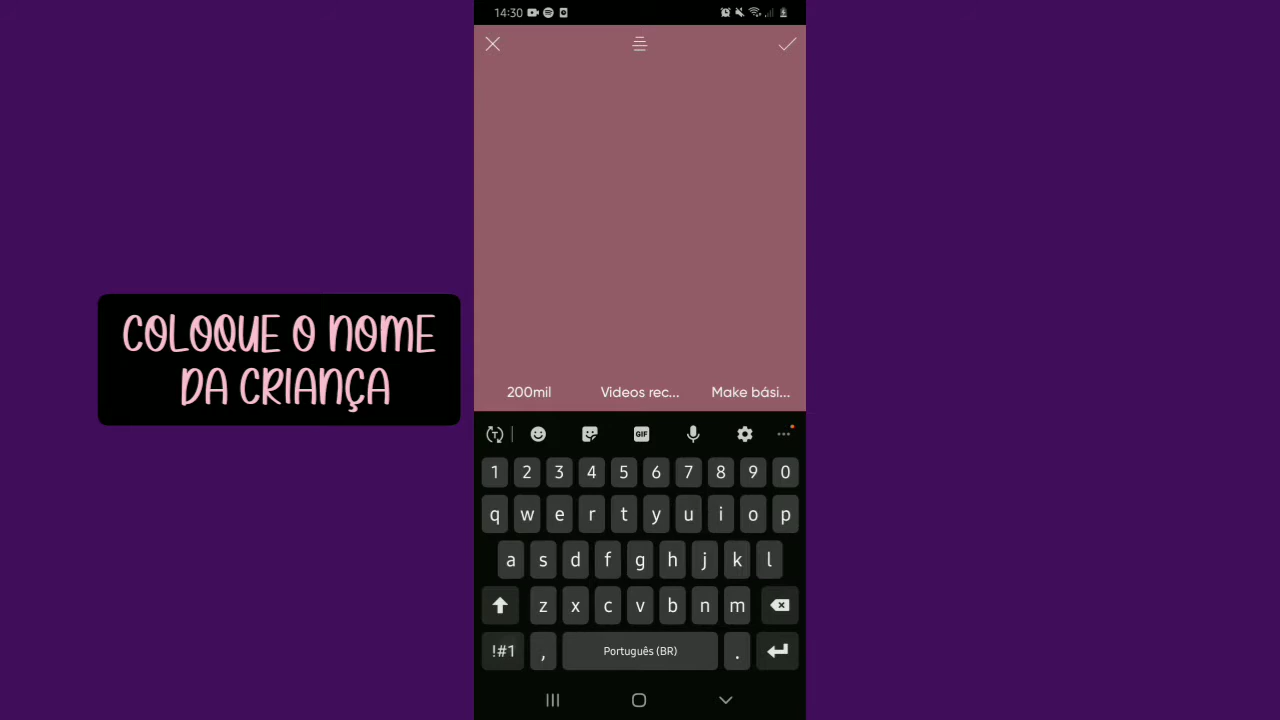 14:30
COLOQUE O NOME
DA CRIANÇA
200mil Videos rec... Make bási...
T GIF
1 2 3 4 5 6 7 8 9 0
q w e r t y u i o p
a s d f g h j k l
z x c v b n m
!#1 , Português (BR) .